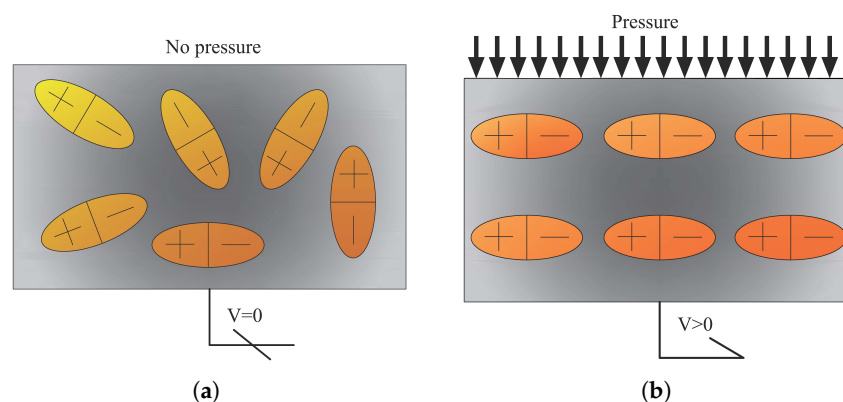 No pressure
+ −
− +
− +
+ −
+ −
+ −
V=0
(a)
Pressure
+ − + − + −
+ − + − + −
V>0
(b)